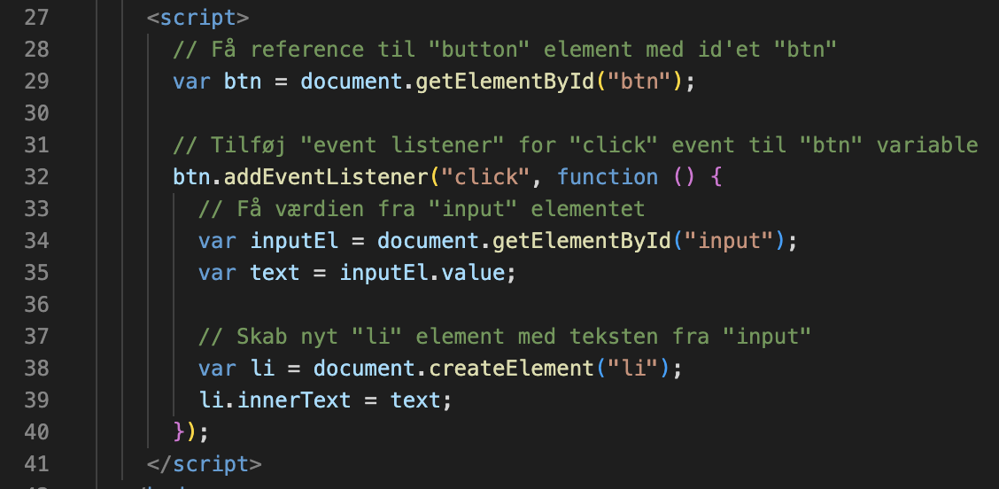 27 <script>
28 // Få reference til "button" element med id'et "btn"
29 var btn = document.getElementById("btn");
30
31 // Tilføj "event listener" for "click" event til "btn" variable
32 btn.addEventListener("click", function () {
33 // Få værdien fra "input" elementet
34 var inputEl = document.getElementById("input");
35 var text = inputEl.value;
36
37 // Skab nyt "li" element med teksten fra "input"
38 var li = document.createElement("li");
39 li.innerText = text;
40 });
41 </script>